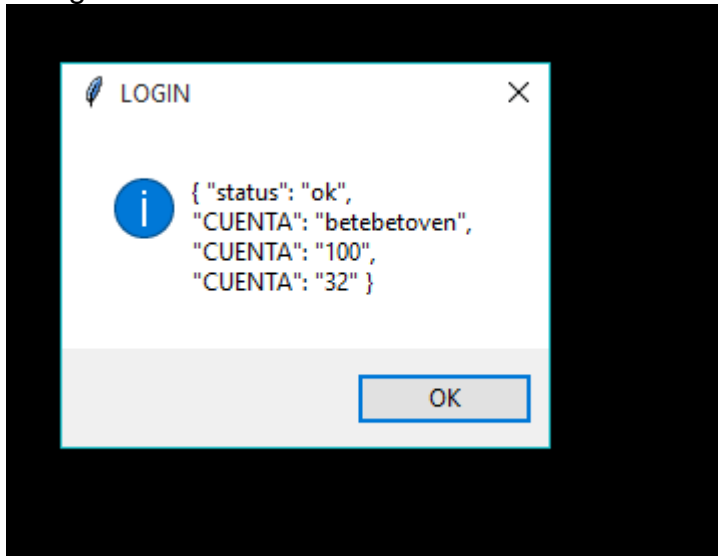 LOGIN
{ "status": "ok",
"CUENTA": "betebetoven",
"CUENTA": "100",
"CUENTA": "32" }
OK